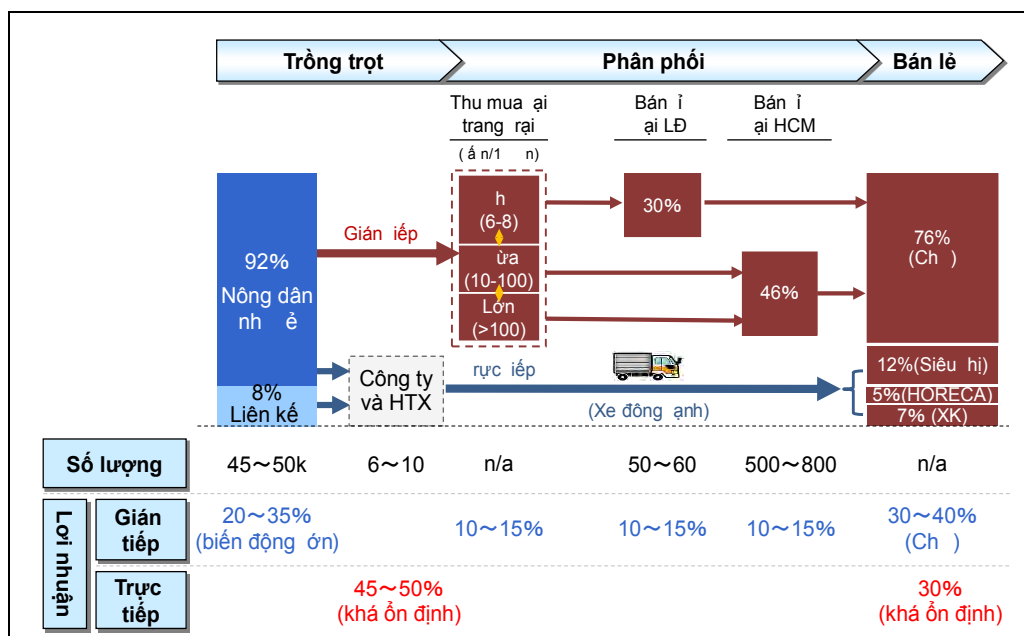 Trồng trọt
Phân phối
Bán lẻ
Thu mua ại
trang rại
( ấ n/1 n)
Bán ỉ
ại LĐ
Bán ỉ
ại HCM
92%
Nông dân
nh ẻ
8%
Liên kế
Gián iếp
Công ty
và HTX
h
(6-8)
ừa
(10-100)
Lớn
(>100)
30%
46%
76%
(Ch )
rực iếp
(Xe đông ạnh)
12%(Siêu hị)
5%(HORECA)
7% (XK)
Số lượng
45～50k
6～10
n/a
50～60
500～800
n/a
Lợi nhuận
Gián
tiếp
20～35%
(biến động ớn)
10～15%
10～15%
10～15%
30～40%
(Ch )
Trực
tiếp
45～50%
(khá ổn định)
30%
(khá ổn định)